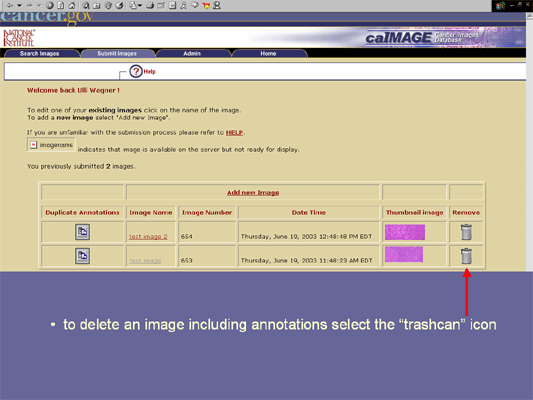 cancer.gov
NATIONAL
CANCER
INSTITUTE
caIMAGE Cancer Images
Database
Search Images Submit Images Admin Home
Help
Welcome back Ulli Wagner !
To edit one of your existing images click on the name of the image.
To add a new image select 'Add new Image'.
If you are unfamiliar with the submission process please refer to HELP.
imagename indicates that image is available on the server but not ready for display.
You previously submitted 2 images.
Add new Image
Duplicate Annotations Image Name Image Number Date Time Thumbnail image Remove
test image 2 654 Thursday, June 19, 2003 12:48:48 PM EDT
test image 653 Thursday, June 19, 2003 11:48:23 AM EDT
• to delete an image including annotations select the “trashcan” icon